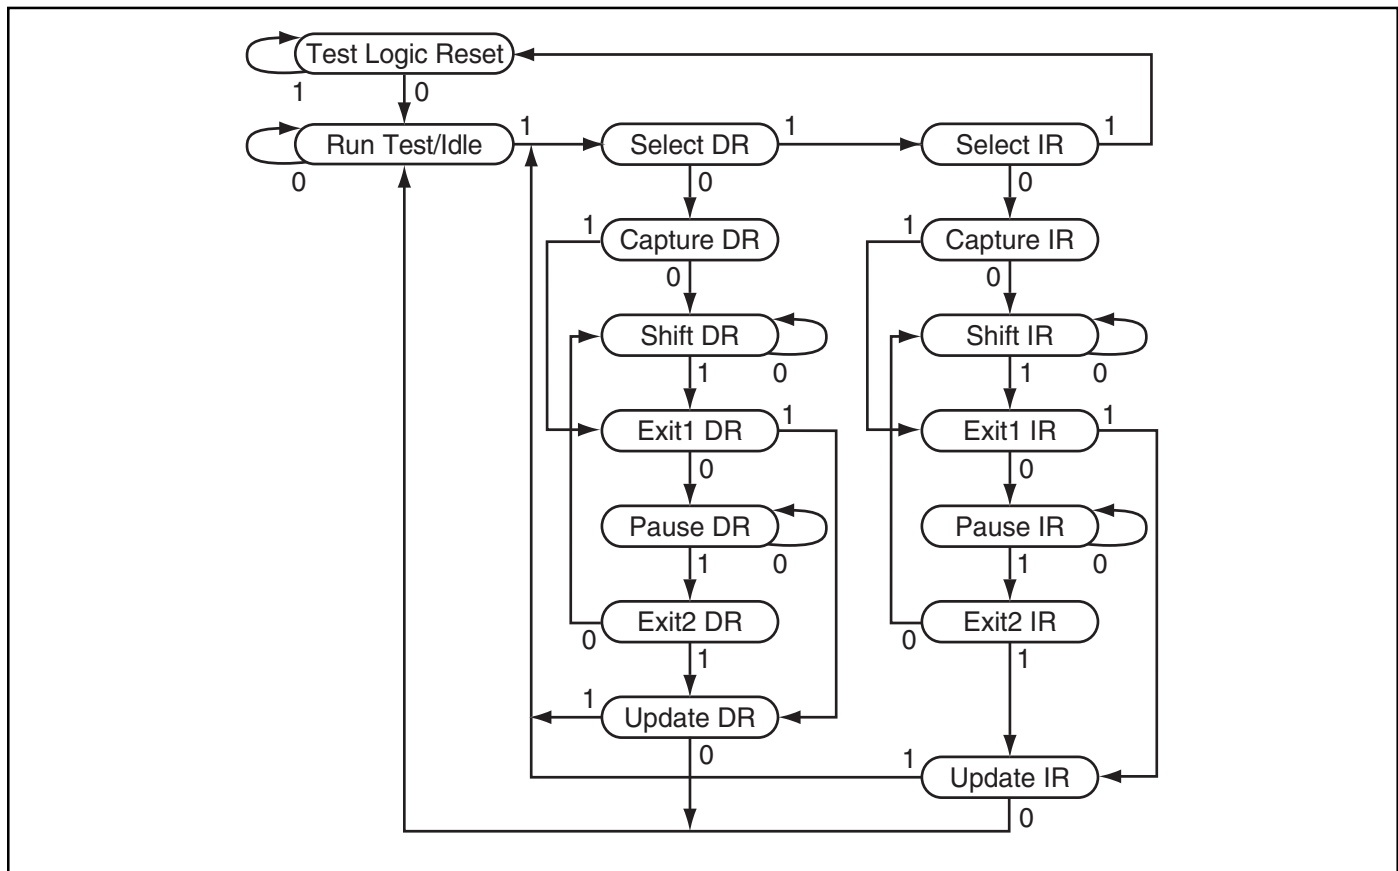 Test Logic Reset
1 0
Run Test/Idle 1 Select DR 1 Select IR 1
0 0 0
1 Capture DR 1 Capture IR
0 0
Shift DR Shift IR
1 0 1 0
Exit1 DR 1 Exit1 IR 1
0 0
Pause DR Pause IR
1 0 1 0
Exit2 DR Exit2 IR
0 1 0 1
1 Update DR
0
1 Update IR
0